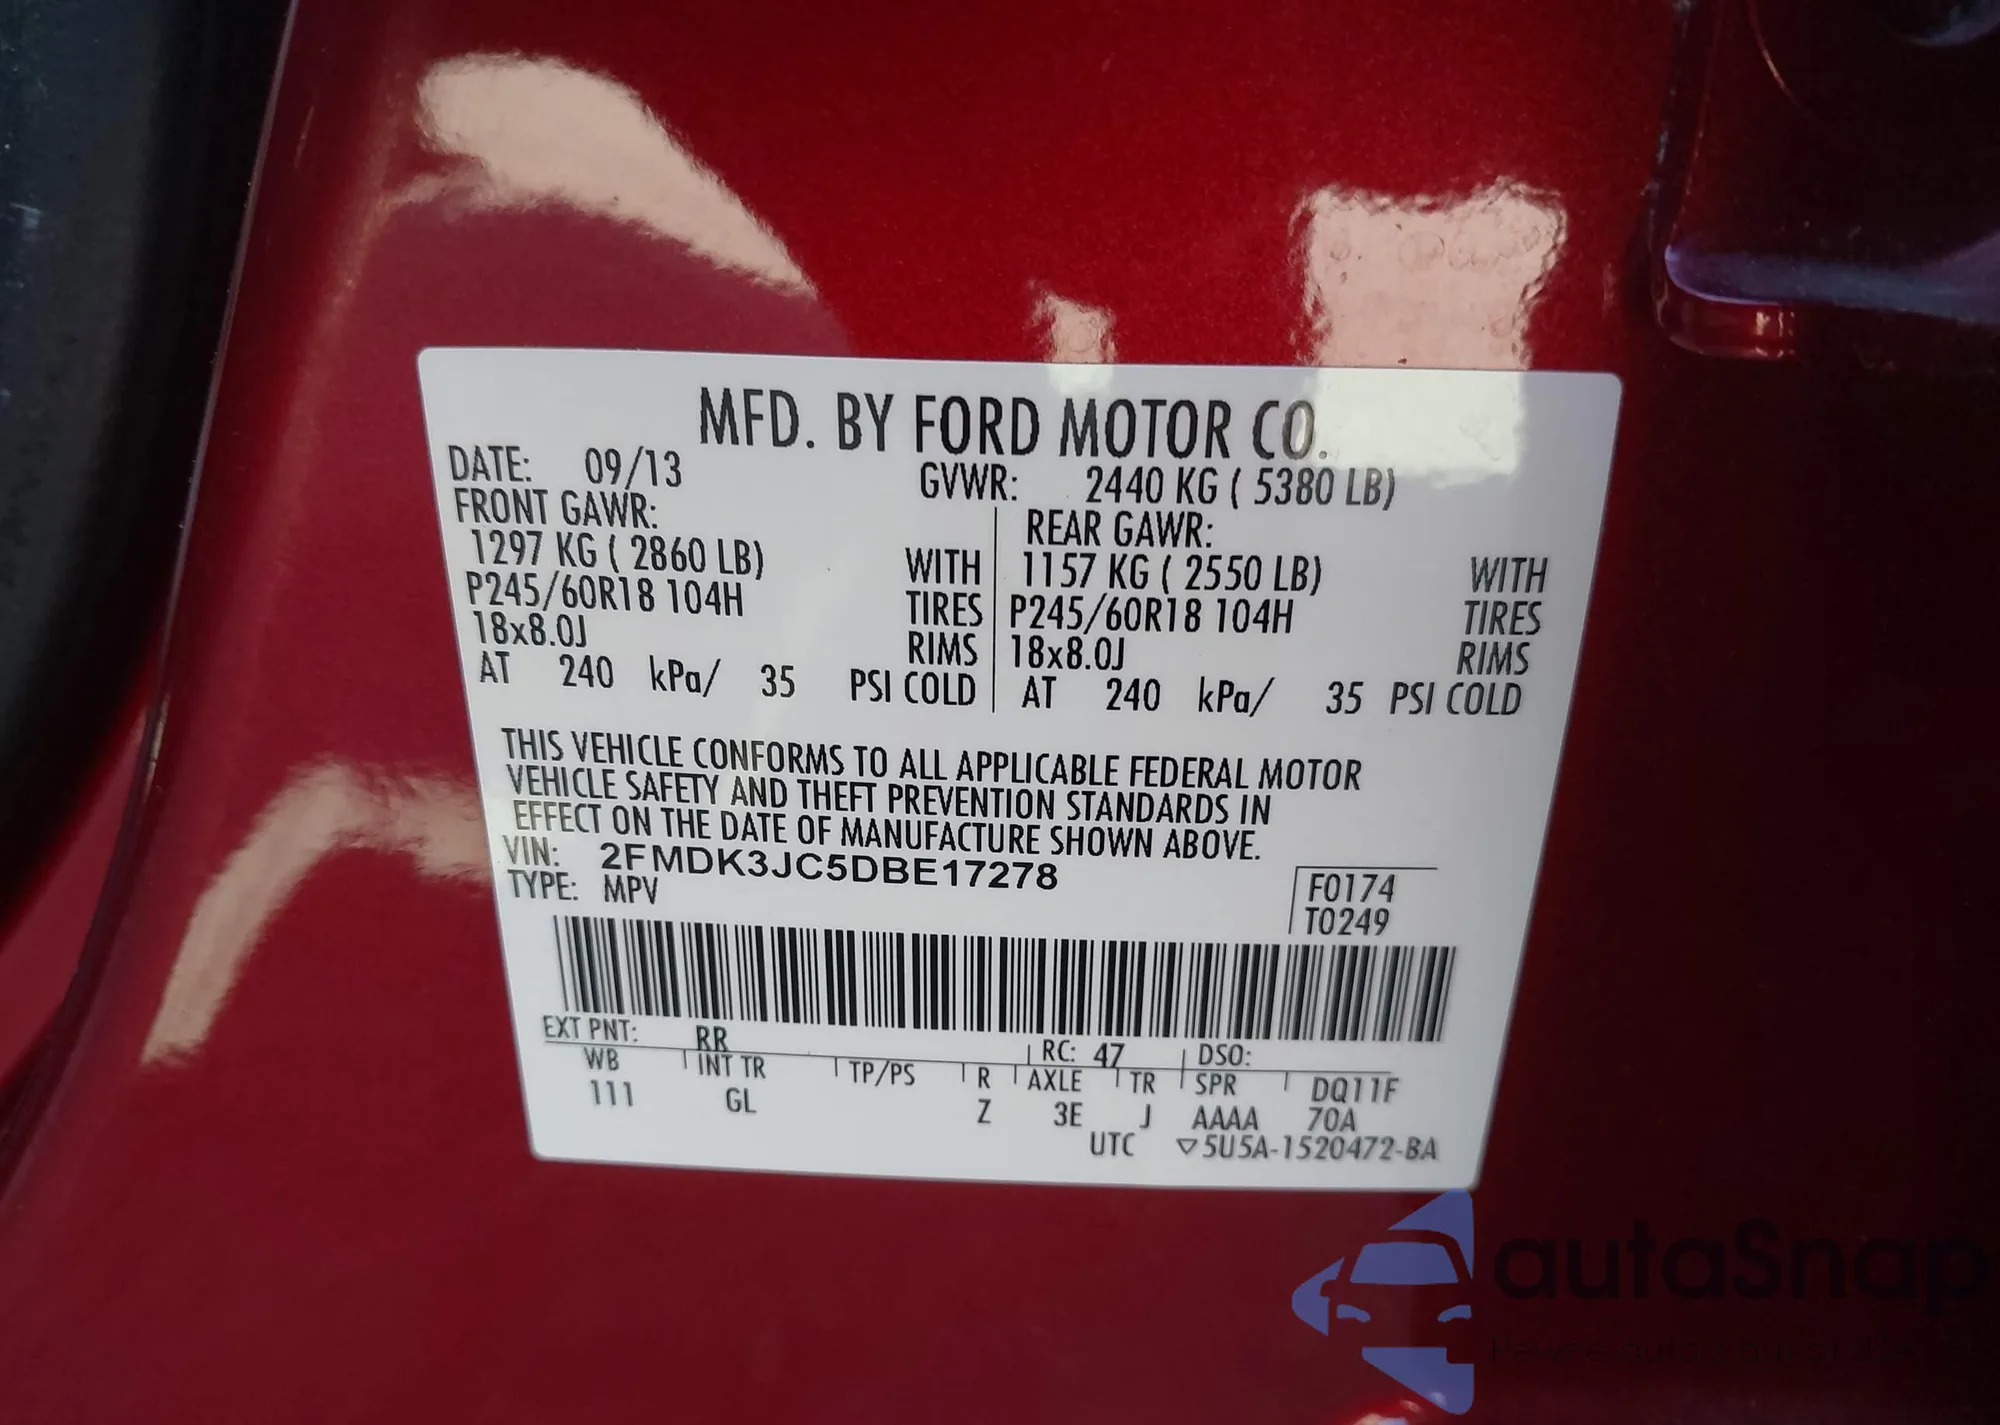 MFD. BY FORD MOTOR CO.
DATE: 09/13 GVWR: 2440 KG ( 5380 LB)
FRONT GAWR: REAR GAWR:
1297 KG ( 2860 LB) WITH 1157 KG ( 2550 LB) WITH
P245/60R18 104H TIRES P245/60R18 104H TIRES
18x8.0J RIMS 18x8.0J RIMS
AT 240 kPa/ 35 PSI COLD AT 240 kPa/ 35 PSI COLD
THIS VEHICLE CONFORMS TO ALL APPLICABLE FEDERAL MOTOR
VEHICLE SAFETY AND THEFT PREVENTION STANDARDS IN
EFFECT ON THE DATE OF MANUFACTURE SHOWN ABOVE.
VIN: 2FMDK3JC5DBE17278
TYPE: MPV
F0174
T0249
EXT PNT: RR RC: 47 DSO:
WB INT TR TP/PS R AXLE TR SPR DQ11F
111 GL Z 3E J AAAA 70A
UTC ▽5U5A-1520472-BA
autaSnap